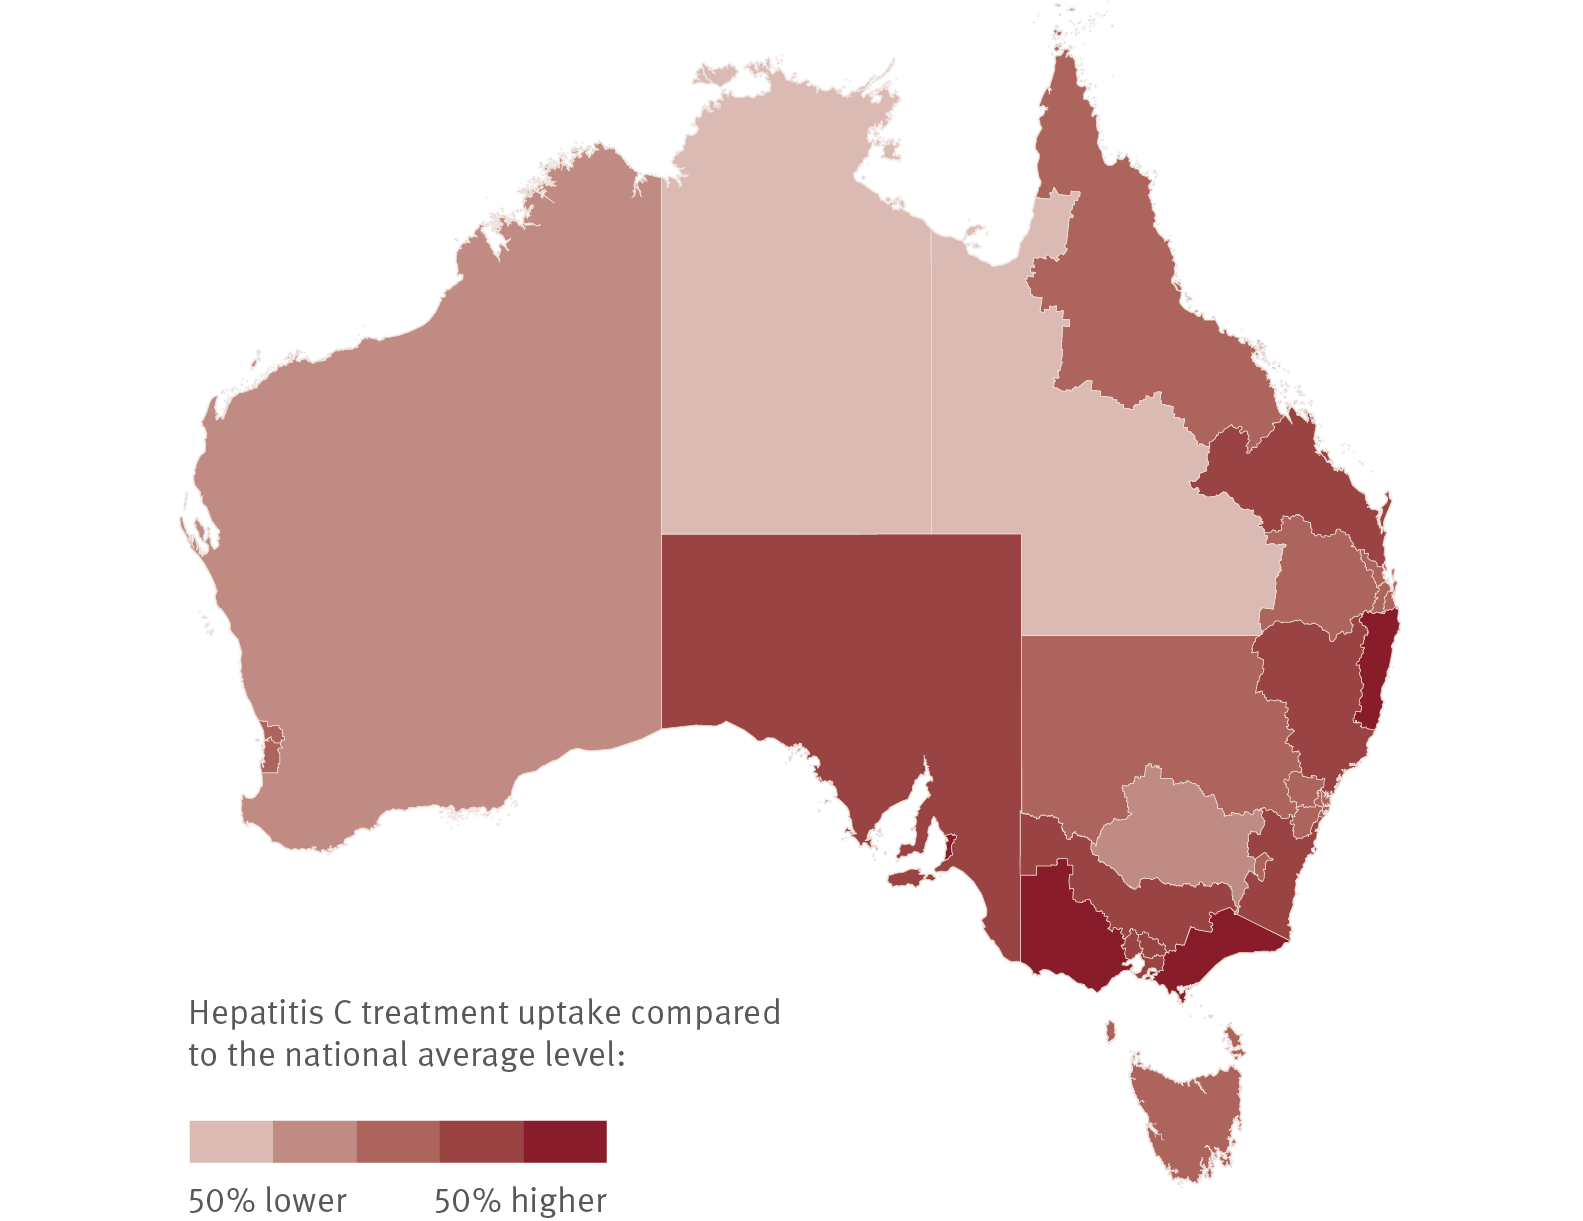 Hepatitis C treatment uptake compared
to the national average level:
50% lower
50% higher